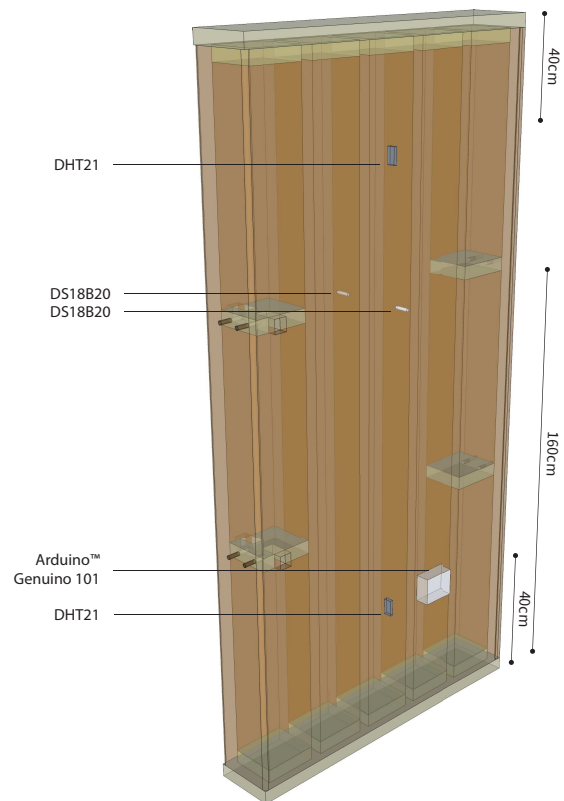 40cm
DHT21
DS18B20
DS18B20
160cm
Arduino™
Genuino 101
40cm
DHT21